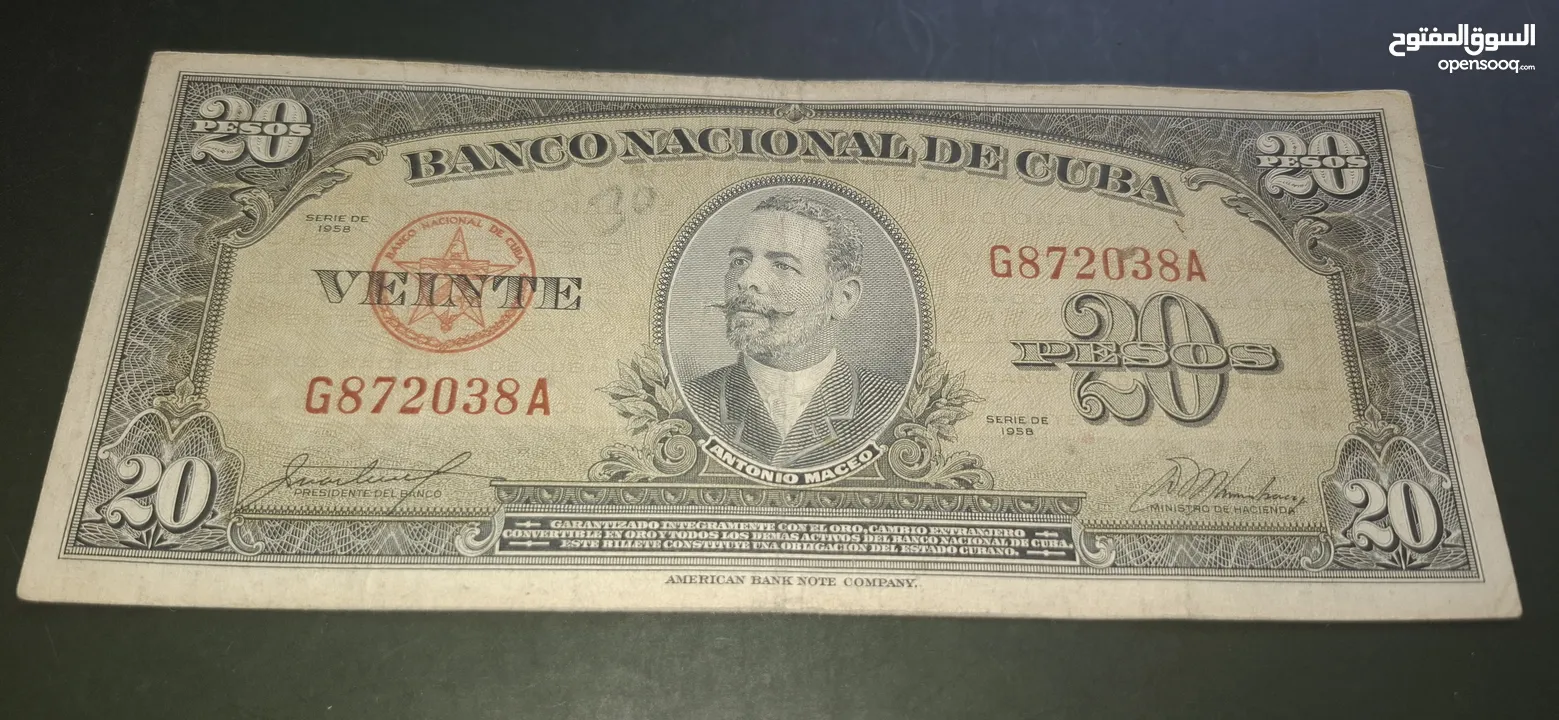 السوق المفتوح
opensooq.com
20
PESOS
20
PESOS
BANCO NACIONAL DE CUBA
SERIE DE
1958
BANCO NACIONAL DE CUBA
VEINTE
G872038A
G872038A
20
PESOS
SERIE DE
1958
ANTONIO MACEO
PRESIDENTE DEL BANCO
MINISTRO DE HACIENDA
20
20
GARANTIZADO INTEGRAMENTE CON EL ORO, CAMBIO EXTRANJERO
CONVERTIBLE EN ORO Y TODOS LOS DEMAS ACTIVOS DEL BANCO NACIONAL DE CUBA
ESTE BILLETE CONSTITUYE UNA OBLIGACION DEL ESTADO CUBANO.
AMERICAN BANK NOTE COMPANY.